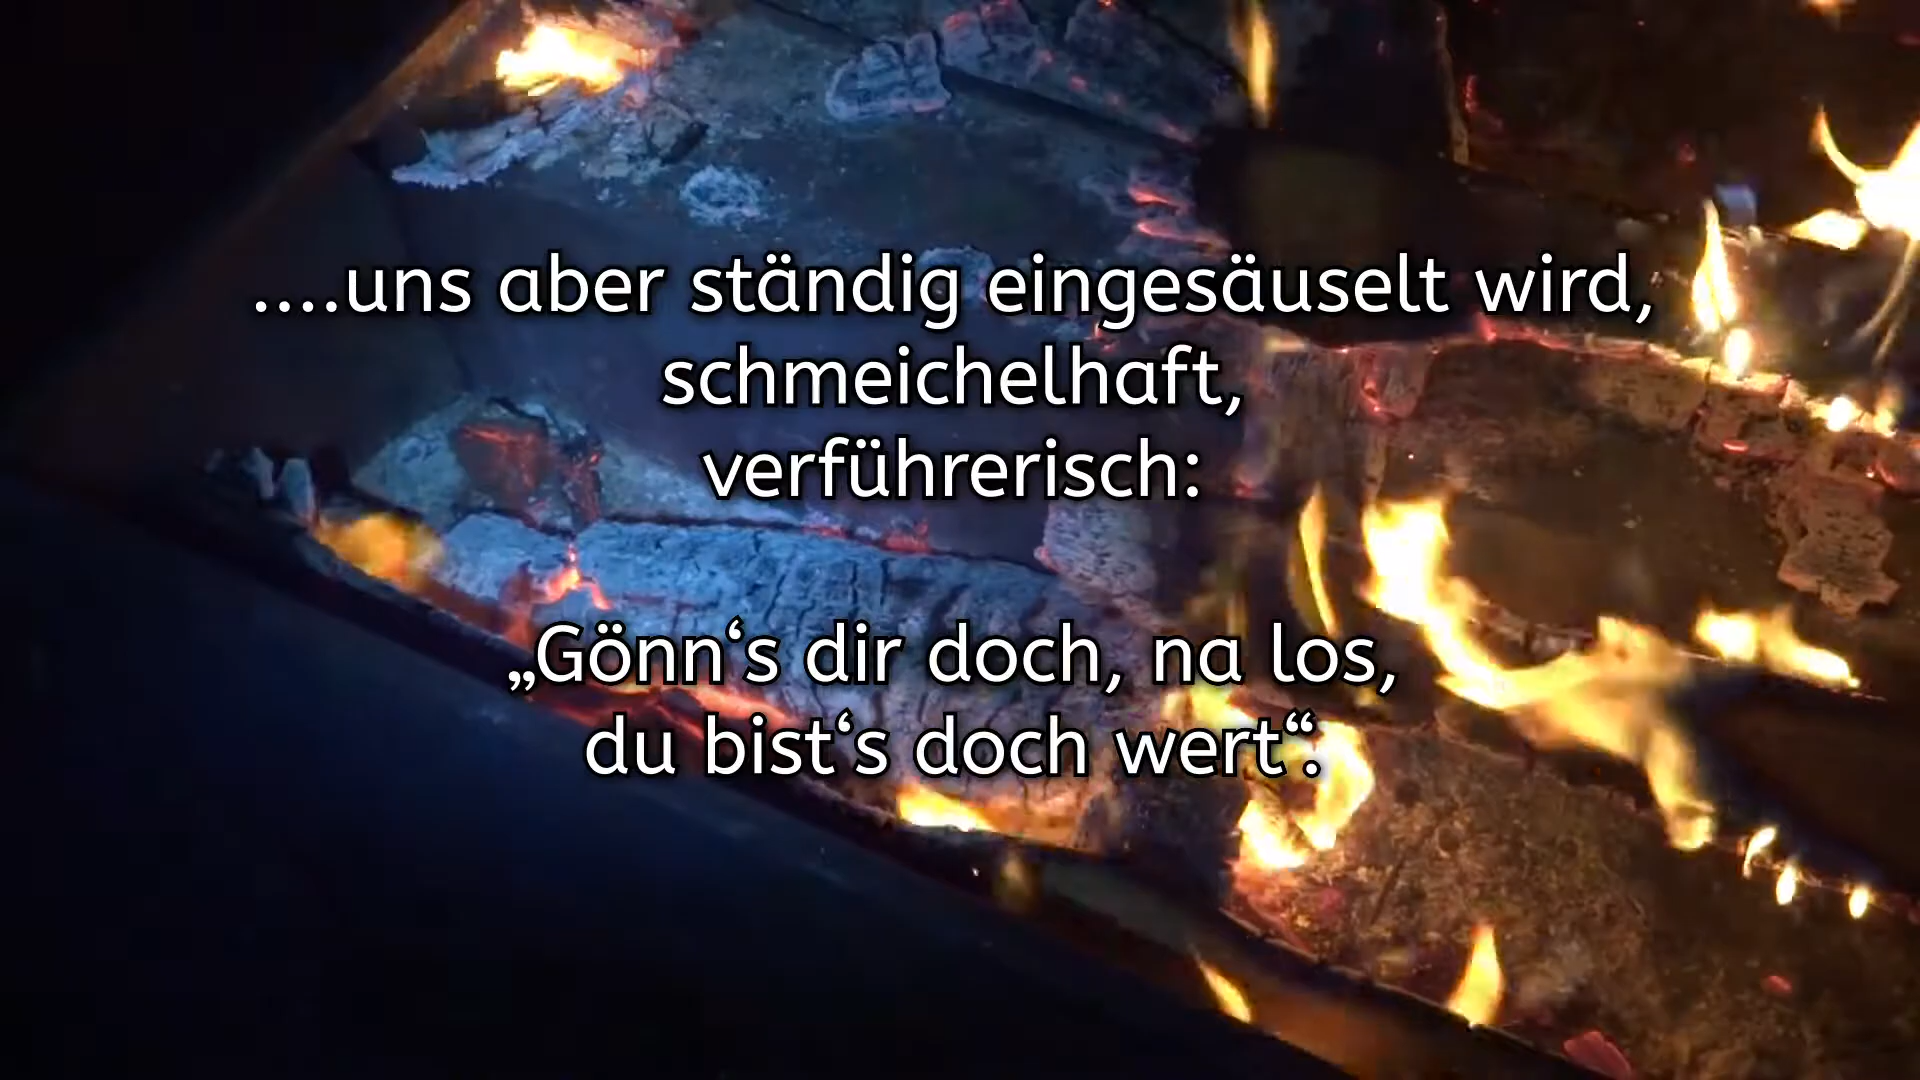 ....uns aber ständig eingesäuselt wird,
schmeichelhaft,
verführerisch:
„Gönn‘s dir doch, na los,
du bist‘s doch wert“.